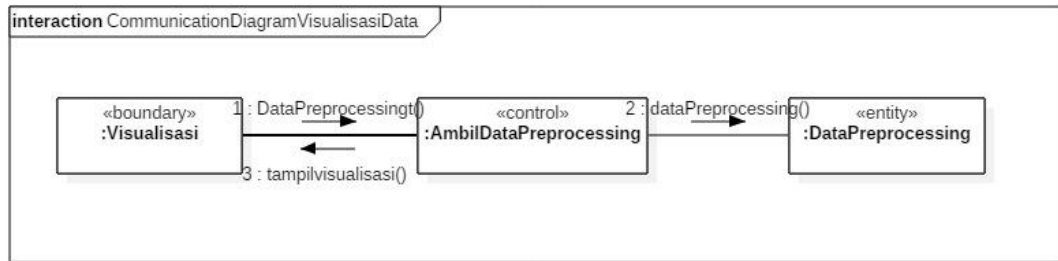 interaction CommunicationDiagramVisualisasiData
«boundary»
:Visualisasi
1 : DataPreprocessingt()
3 : tampilvisualisasi()
«control»
:AmbilDataPreprocessing
2 : dataPreprocessing()
«entity»
:DataPreprocessing